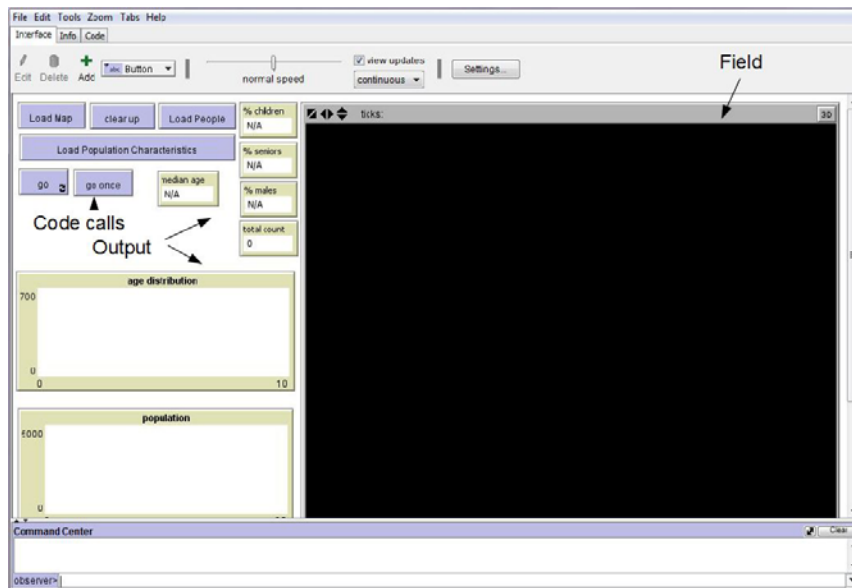 File Edit Tools Zoom Tabs Help
Interface Info Code
Edit Delete Add abc Button normal speed view updates continuous Settings...
Field
Load Map clear up Load People
% children
N/A
ticks: 3D
Load Population Characteristics
% seniors
N/A
go go once
median age
N/A
% males
N/A
Code calls
Output
total count
0
age distribution
700
0
0 10
population
0
Command Center Clear
observer>